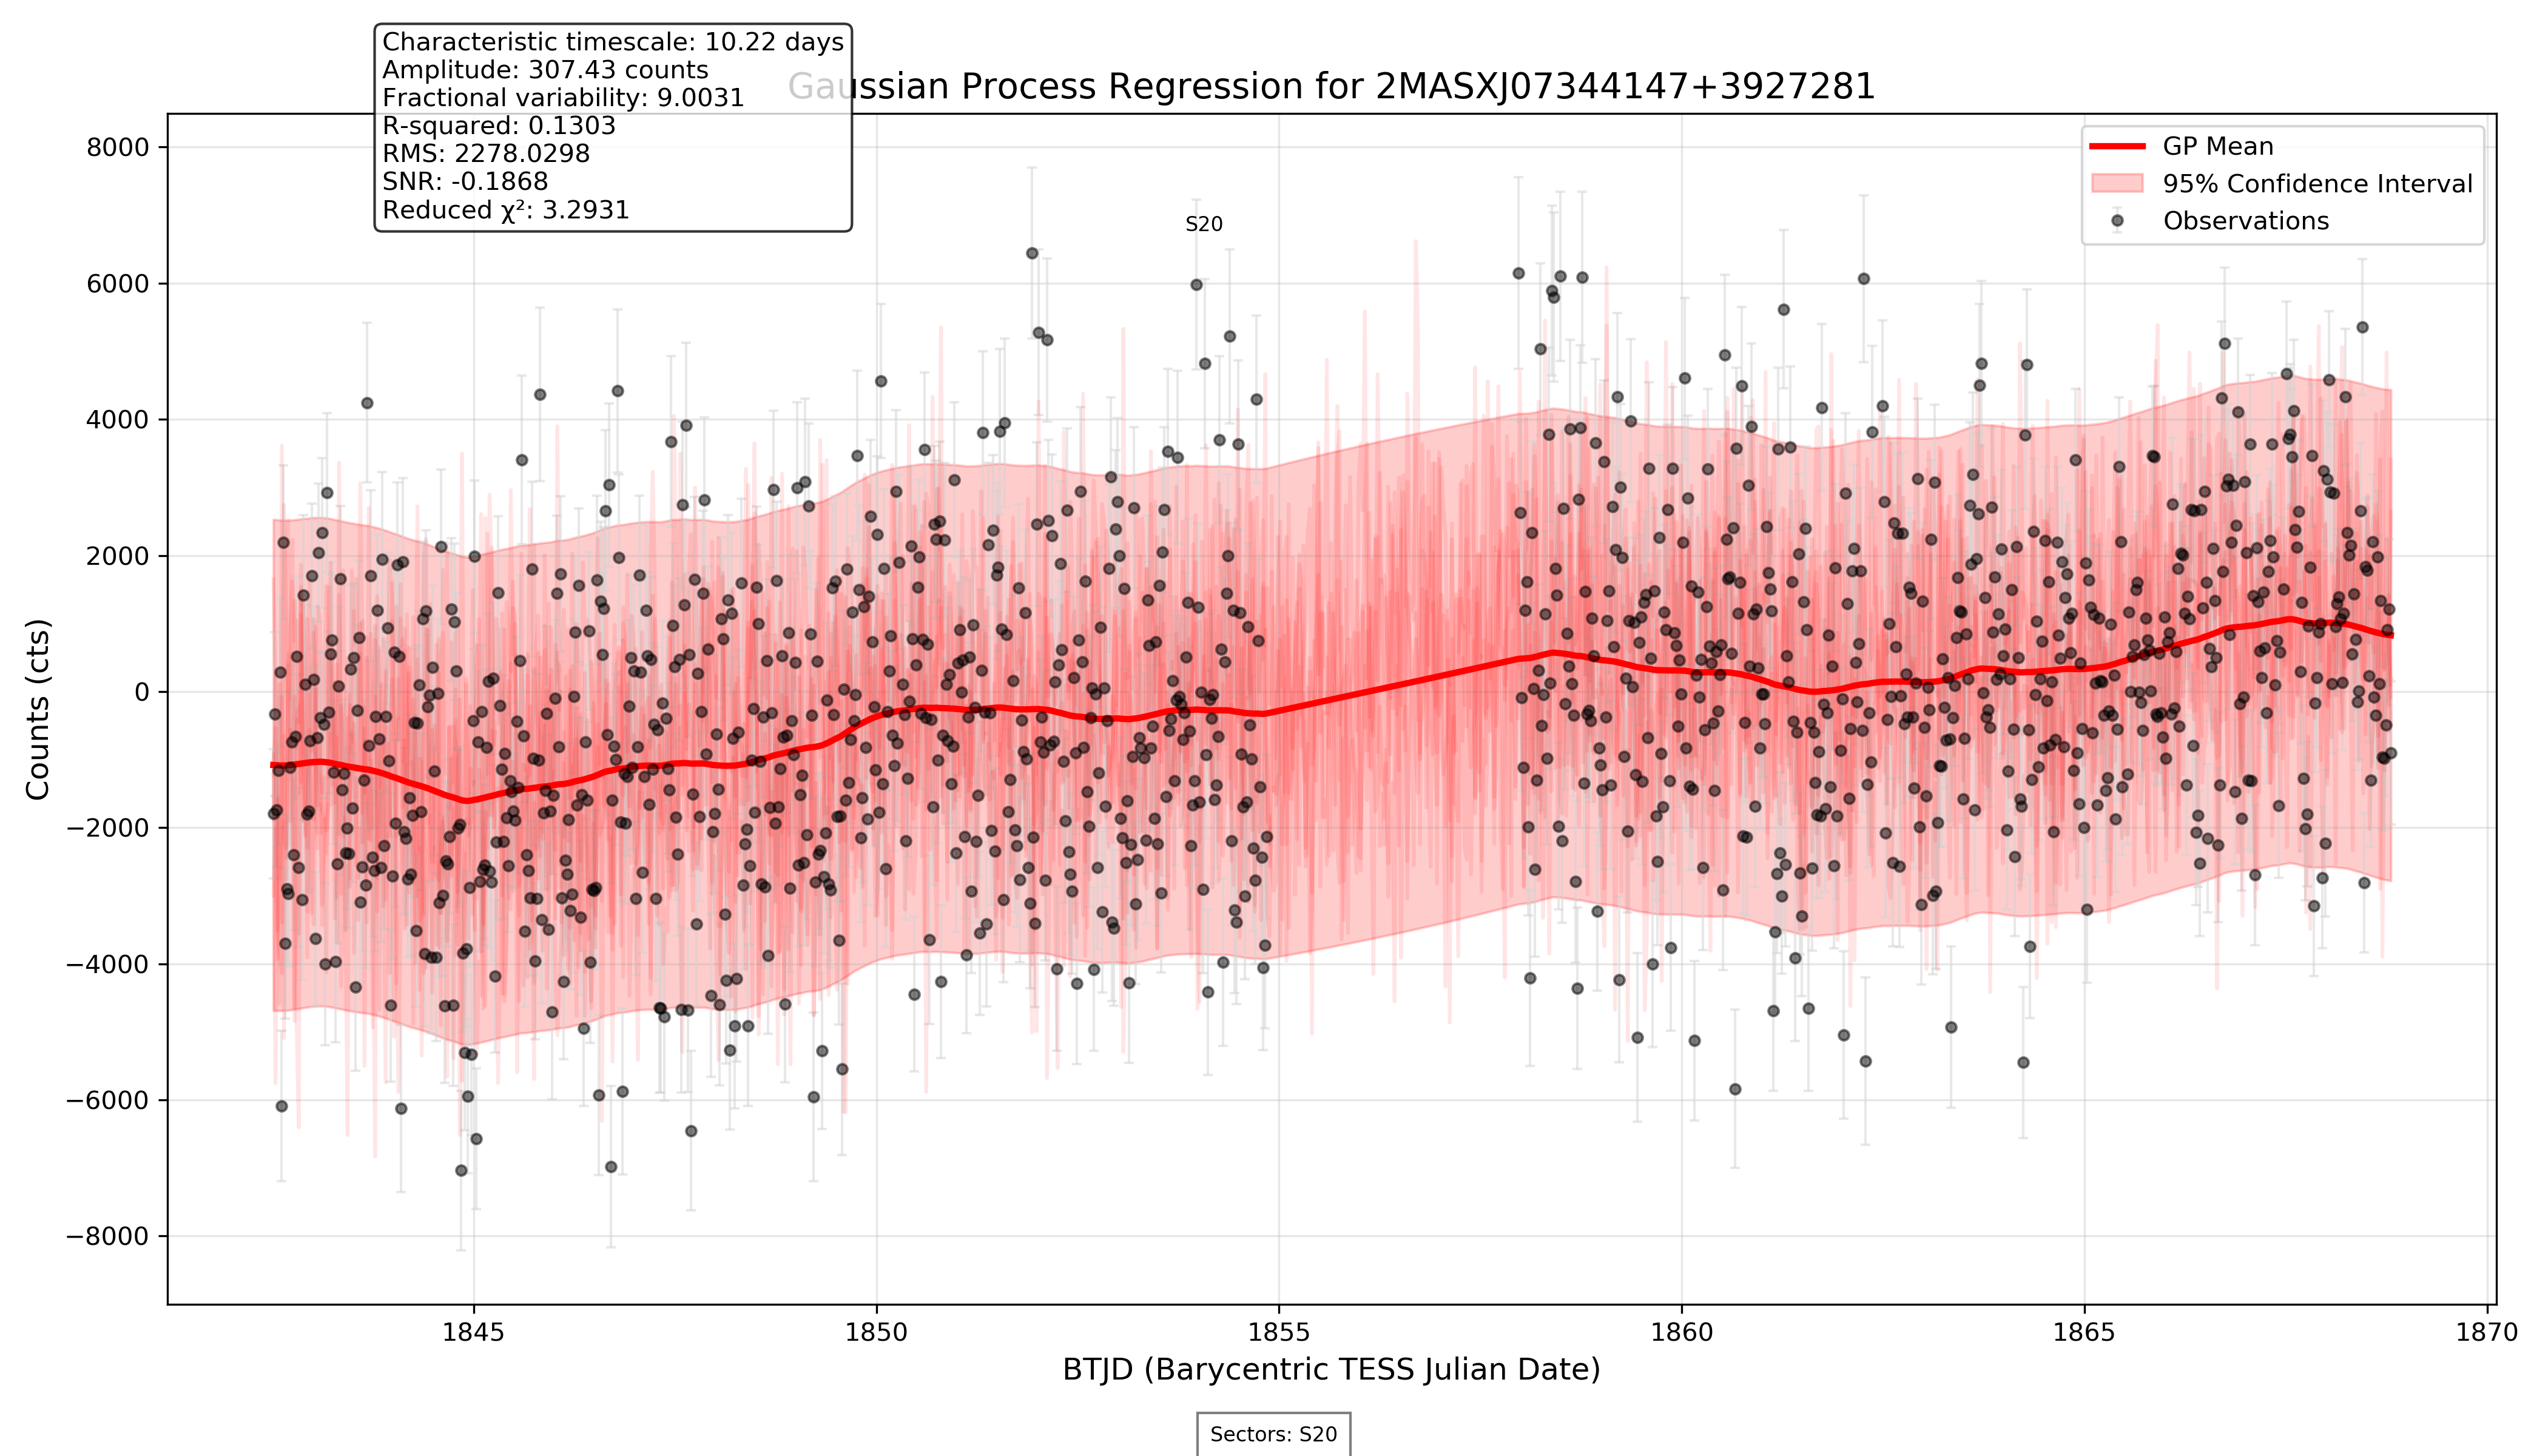 Characteristic timescale: 10.22 days
Amplitude: 307.43 counts
Fractional variability: 9.0031
R-squared: 0.1303
RMS: 2278.0298
SNR: -0.1868
Reduced χ²: 3.2931
Gaussian Process Regression for 2MASXJ07344147+3927281
GP Mean
95% Confidence Interval
Observations
S20
Counts (cts)
8000
6000
4000
2000
0
−2000
−4000
−6000
−8000
1845
1850
1855
1860
1865
1870
BTJD (Barycentric TESS Julian Date)
Sectors: S20